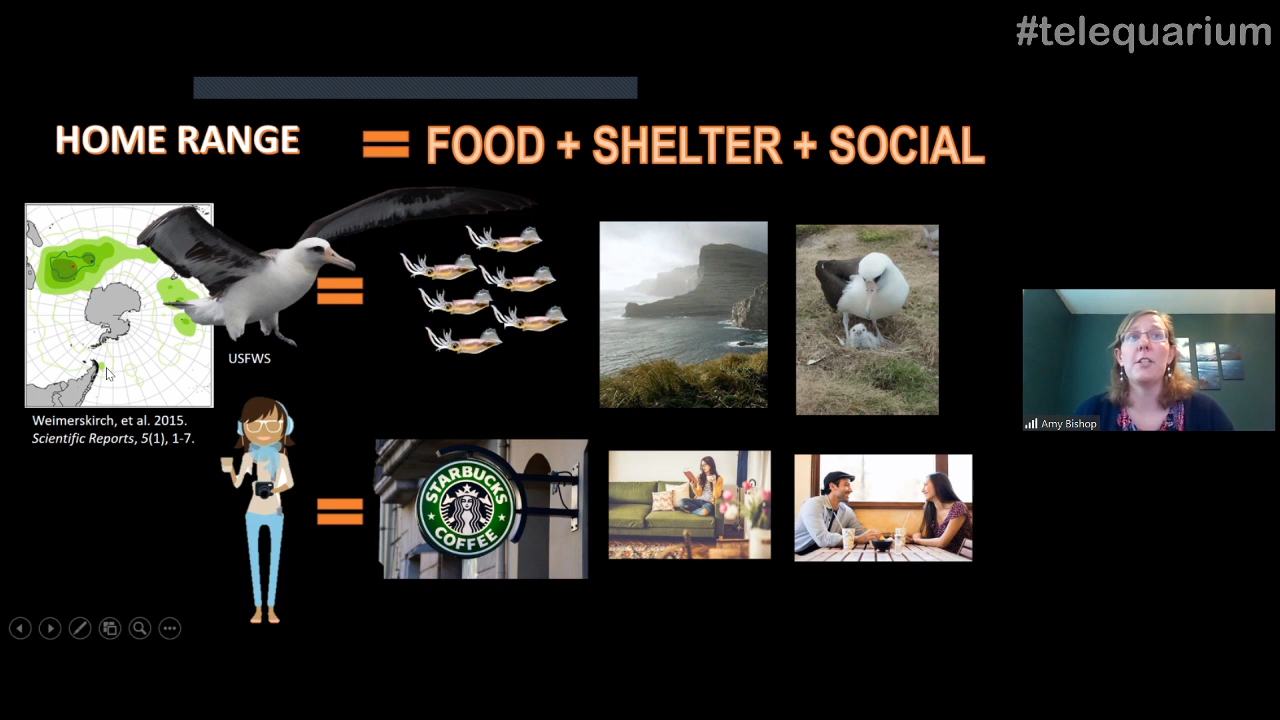 #telequarium
HOME RANGE = FOOD + SHELTER + SOCIAL
=
USFWS
Weimerskirch, et al. 2015.
Scientific Reports, 5(1), 1-7.
=
STARBUCKS
COFFEE
Amy Bishop